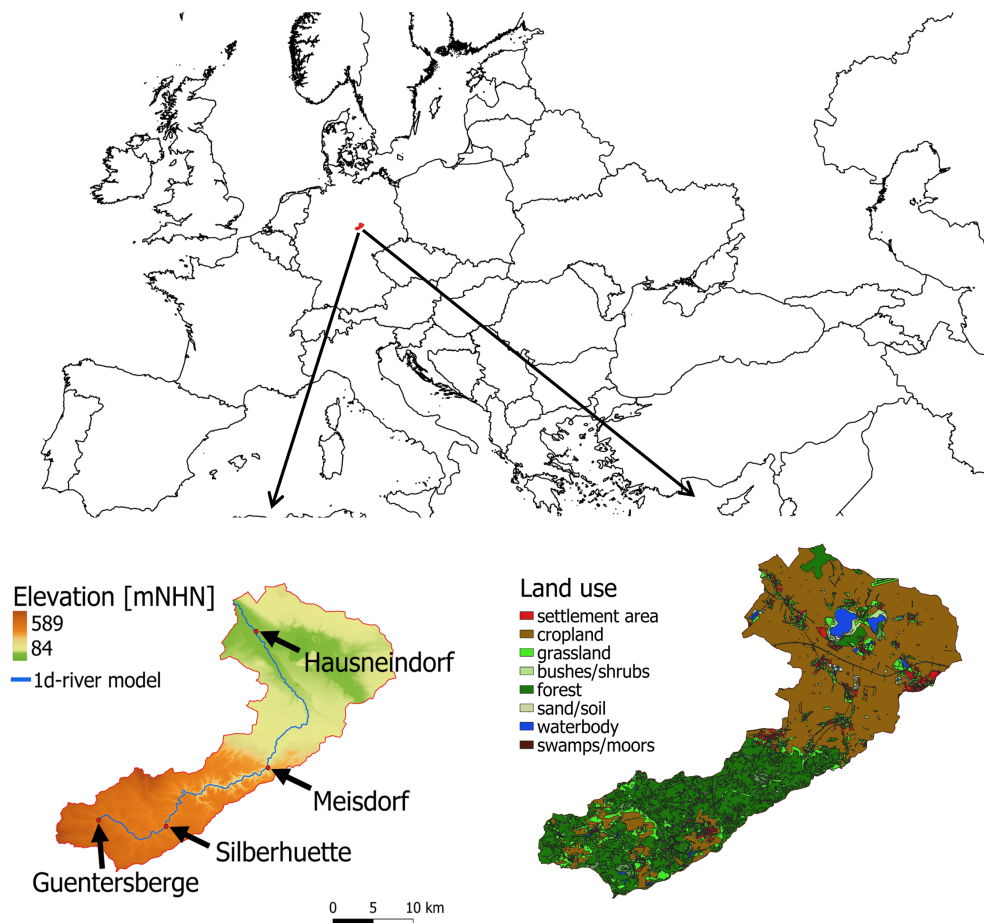 Elevation [mNHN]
589
84
1d-river model
Hausneindorf
Meisdorf
Silberhuette
Guentersberge
0 5 10 km
Land use
settlement area
cropland
grassland
bushes/shrubs
forest
sand/soil
waterbody
swamps/moors